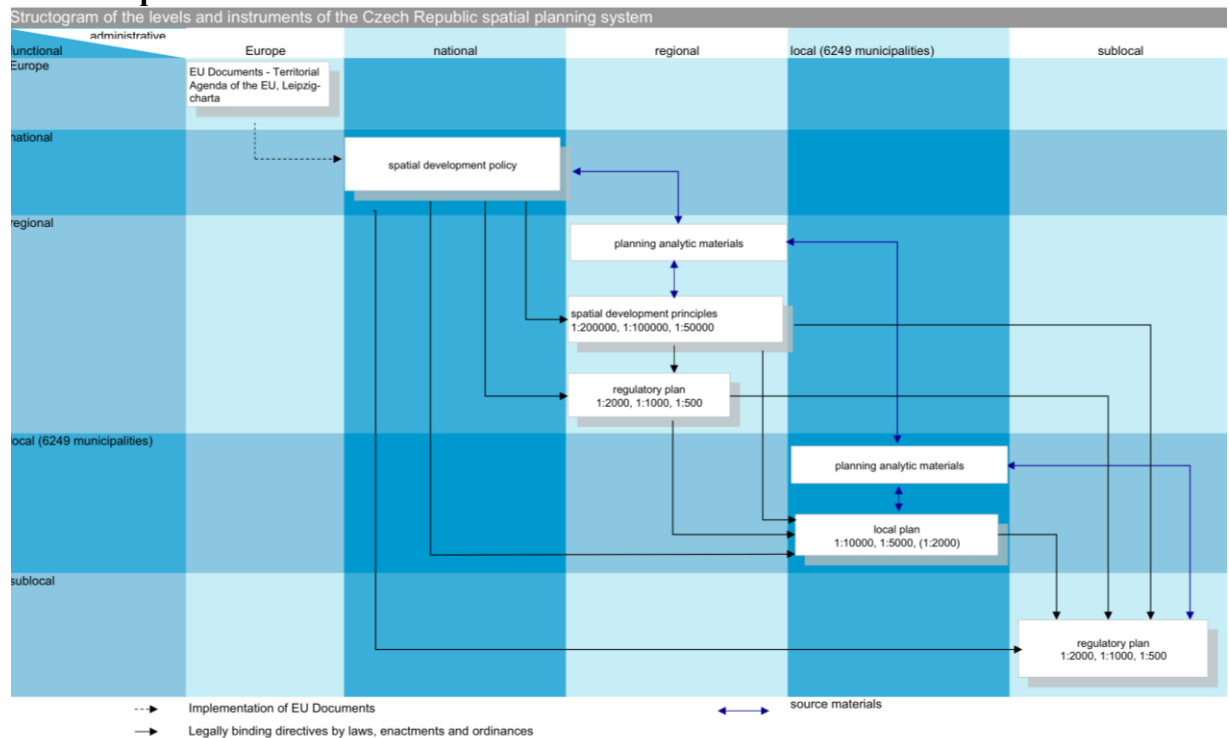 Structogram of the levels and instruments of the Czech Republic spatial planning system
administrative
functional
Europe
national
regional
local (6249 municipalities)
sublocal
Europe
EU Documents - Territorial
Agenda of the EU, Leipzig-
charta
national
spatial development policy
regional
planning analytic materials
spatial development principles
1:200000, 1:100000, 1:50000
regulatory plan
1:2000, 1:1000, 1:500
local (6249 municipalities)
planning analytic materials
local plan
1:10000, 1:5000, (1:2000)
sublocal
regulatory plan
1:2000, 1:1000, 1:500
Implementation of EU Documents
source materials
Legally binding directives by laws, enactments and ordinances